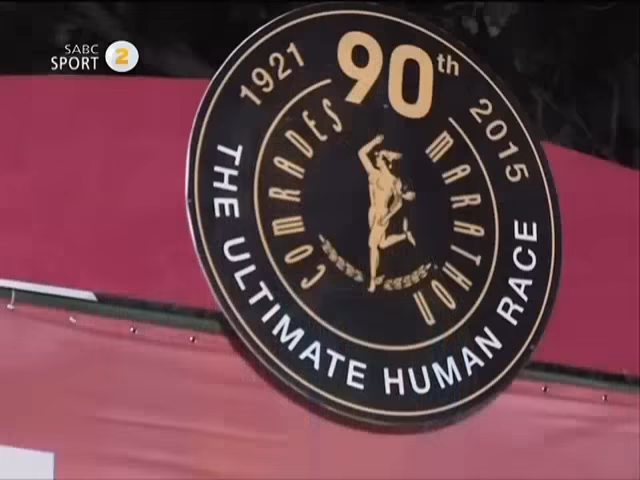 SABC
SPORT 2
90th
1921
2015
COMRADES
MARATHON
THE ULTIMATE HUMAN RACE